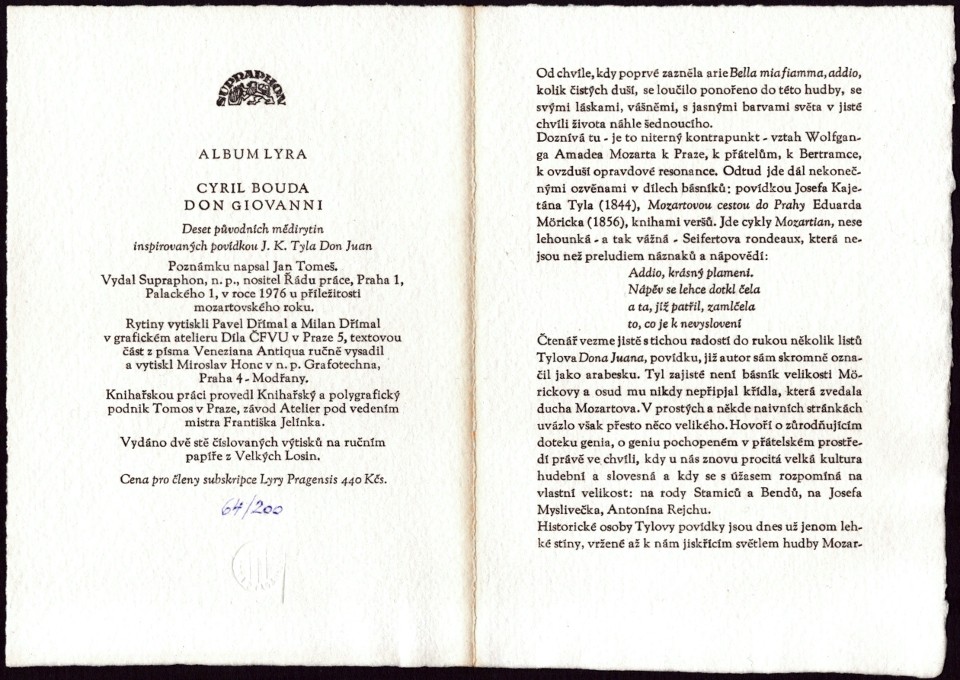 SUPRAPHON
ALBUM LYRA
CYRIL BOUDA
DON GIOVANNI
Deset původních mědirytin
inspirovaných povídkou J. K. Tyla Don Juan
Poznámku napsal Jan Tomeš.
Vydal Supraphon, n. p., nositel Řádu práce, Praha 1,
Palackého 1, v roce 1976 u příležitosti
mozartovského roku.
Rytiny vytiskli Pavel Dřímal a Milan Dřímal
v grafickém atelieru Díla ČFVU v Praze 5, textovou
část z písma Veneziana Antiqua ručně vysadil
a vytiskl Miroslav Honc v n. p. Grafotechna,
Praha 4 - Modřany.
Knihařskou práci provedl Knihařský a polygrafický
podnik Tomos v Praze, závod Atelier pod vedením
mistra Františka Jelínka.
Vydáno dvě stě číslovaných výtisků na ručním
papíře z Velkých Losin.
Cena pro členy subskripce Lyry Pragensis 440 Kčs.
64/200
Od chvíle, kdy poprvé zazněla arie Bella mia fiamma, addio,
kolik čistých duší, se loučilo ponořeno do této hudby, se
svými láskami, vášněmi, s jasnými barvami světa v jisté
chvíli života náhle šednoucího.
Doznívá tu - je to niterný kontrapunkt - vztah Wolfgan-
ga Amadea Mozarta k Praze, k přátelům, k Bertramce,
k ovzduší opravdové resonance. Odtud jde dál nekoneč-
nými ozvěnami v dílech básníků: povídkou Josefa Kaje-
tána Tyla (1844), Mozartovou cestou do Prahy Eduarda
Möricka (1856), knihami veršů. Jde cykly Mozartian, nese
lehounká - a tak vážná - Seifertova rondeaux, která ne-
jsou než preludiem náznaků a nápovědí:
Addio, krásný plameni.
Nápěv se lehce dotkl čela
a ta, jíž patřil, zamlčela
to, co je k nevyslovení
Čtenář vezme jistě s tichou radostí do rukou několik listů
Tylova Dona Juana, povídku, již autor sám skromně ozna-
čil jako arabesku. Tyl zajisté není básník velikosti Mö-
rickovy a osud mu nikdy nepřipjal křídla, která zvedala
ducha Mozartova. V prostých a někde naivních stránkách
uvázlo však přesto něco velikého. Hovoří o zúrodňujícím
doteku genia, o geniu pochopeném v přátelském prostře-
dí právě ve chvíli, kdy u nás znovu procitá velká kultura
hudební a slovesná a kdy se s úžasem rozpomíná na
vlastní velikost: na rody Stamiců a Bendů, na Josefa
Myslivečka, Antonína Rejchu.
Historické osoby Tylovy povídky jsou dnes už jenom leh-
ké stíny, vržené až k nám jiskřícím světlem hudby Mozar-